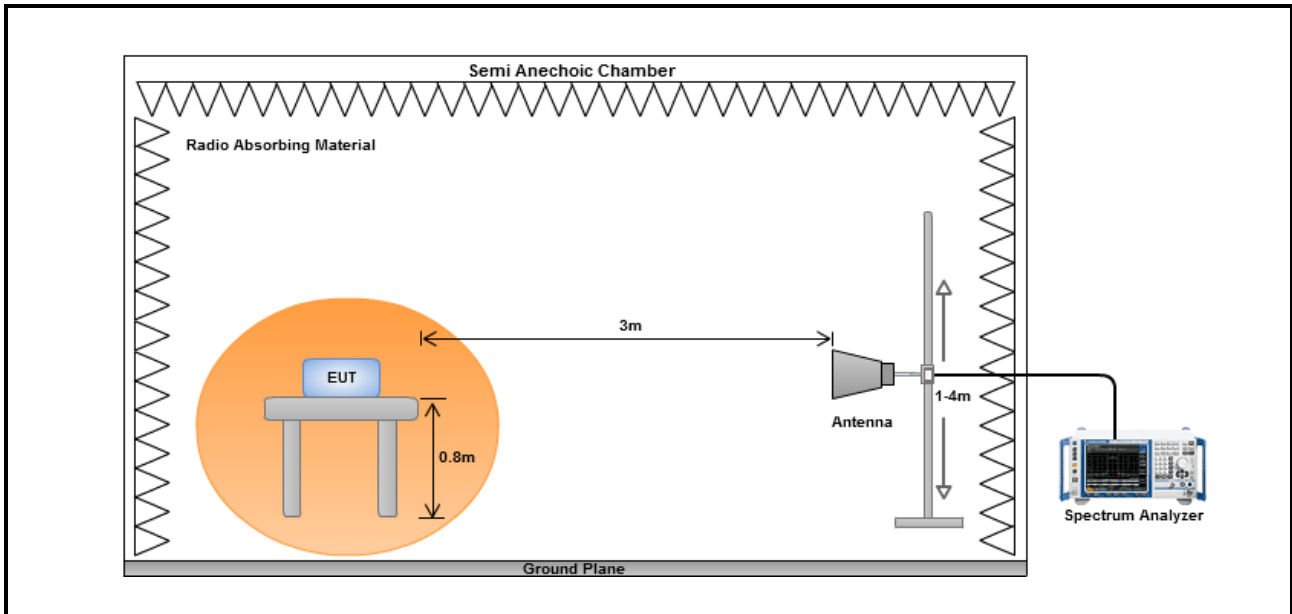 Semi Anechoic Chamber
Radio Absorbing Material
3m
EUT
1-4m
Antenna
0.8m
Spectrum Analyzer
Ground Plane